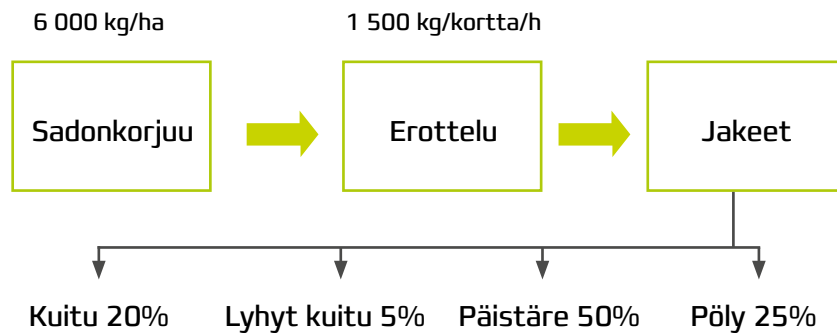 6 000 kg/ha
1 500 kg/kortta/h
Sadonkorjuu
Erottelu
Jakeet
Kuitu 20%
Lyhyt kuitu 5%
Päistäre 50%
Pöly 25%